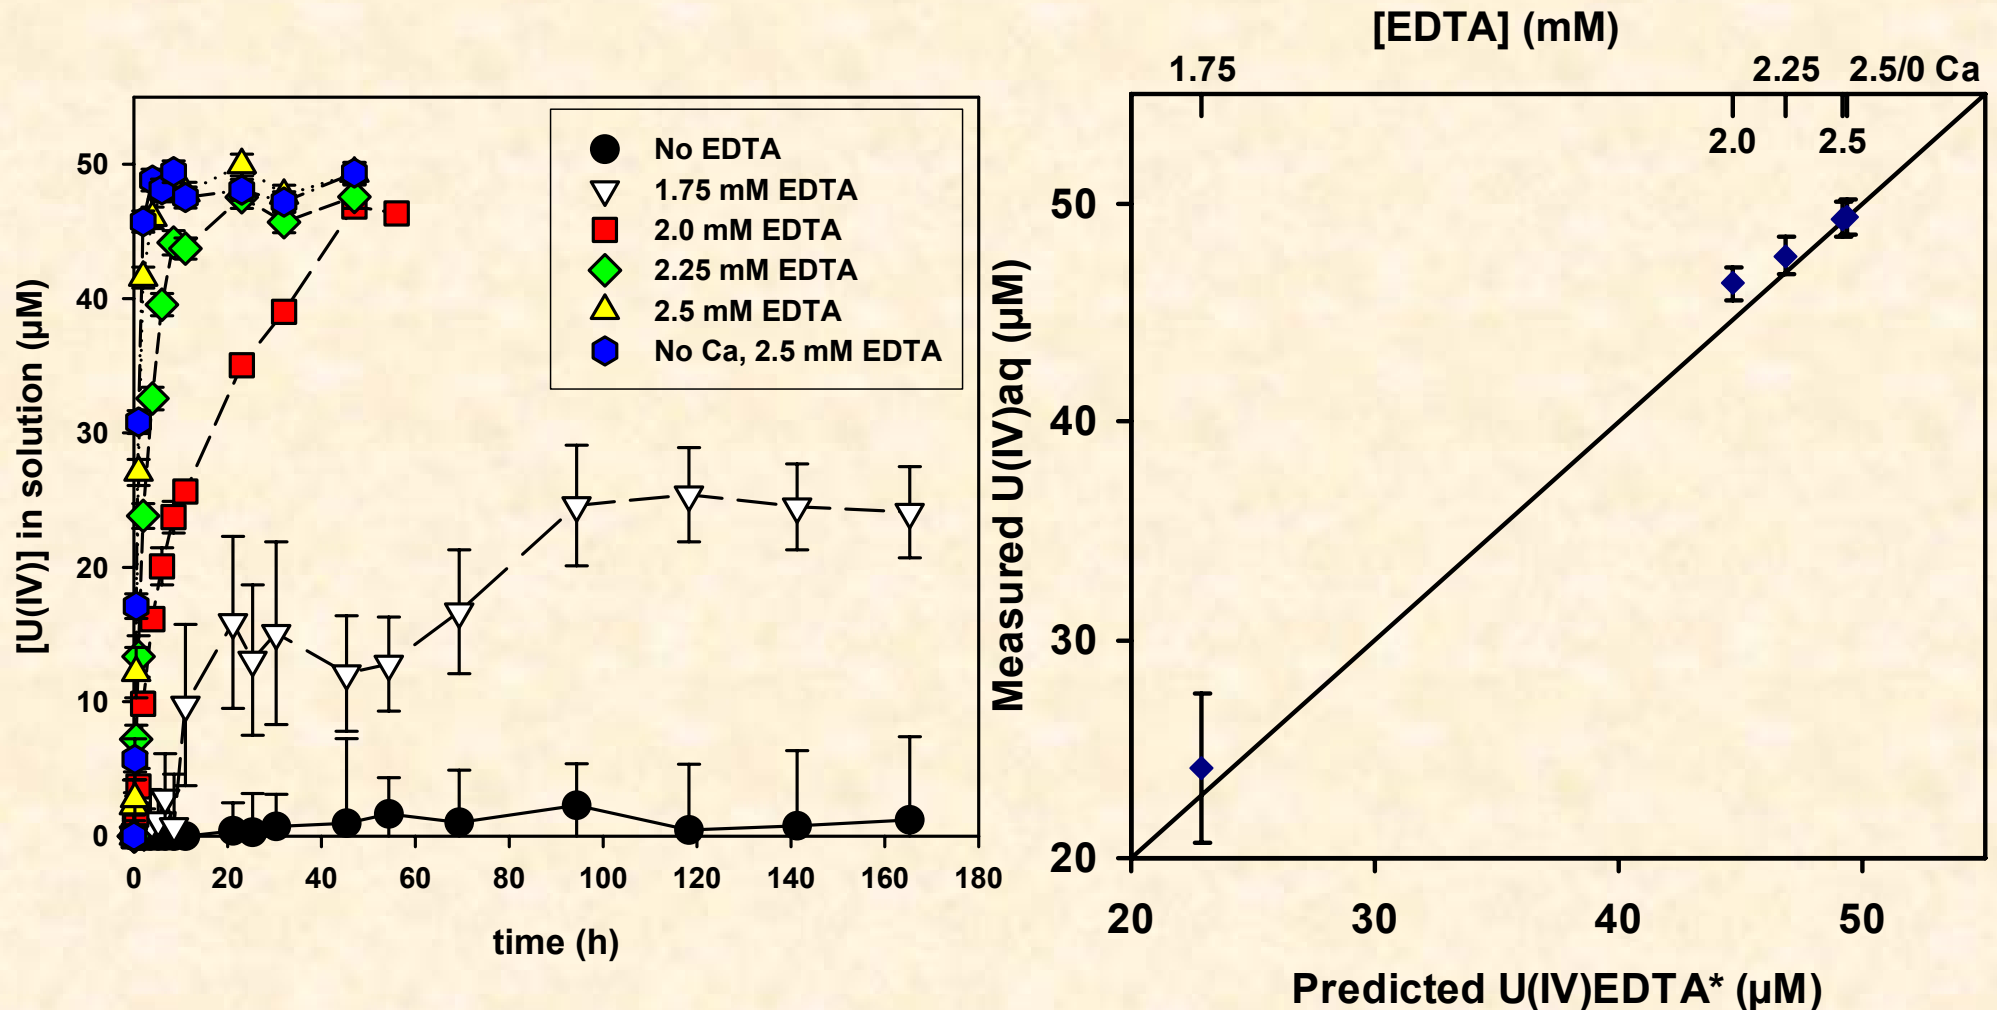 [U(IV)] in solution (µM)
50
40
30
20
10
0
0 20 40 60 80 100 120 140 160 180
time (h)
No EDTA
1.75 mM EDTA
2.0 mM EDTA
2.25 mM EDTA
2.5 mM EDTA
No Ca, 2.5 mM EDTA
[EDTA] (mM)
1.75 2.25 2.5/0 Ca
2.0 2.5
Measured U(IV)aq (µM)
50
40
30
20
20 30 40 50
Predicted U(IV)EDTA* (µM)